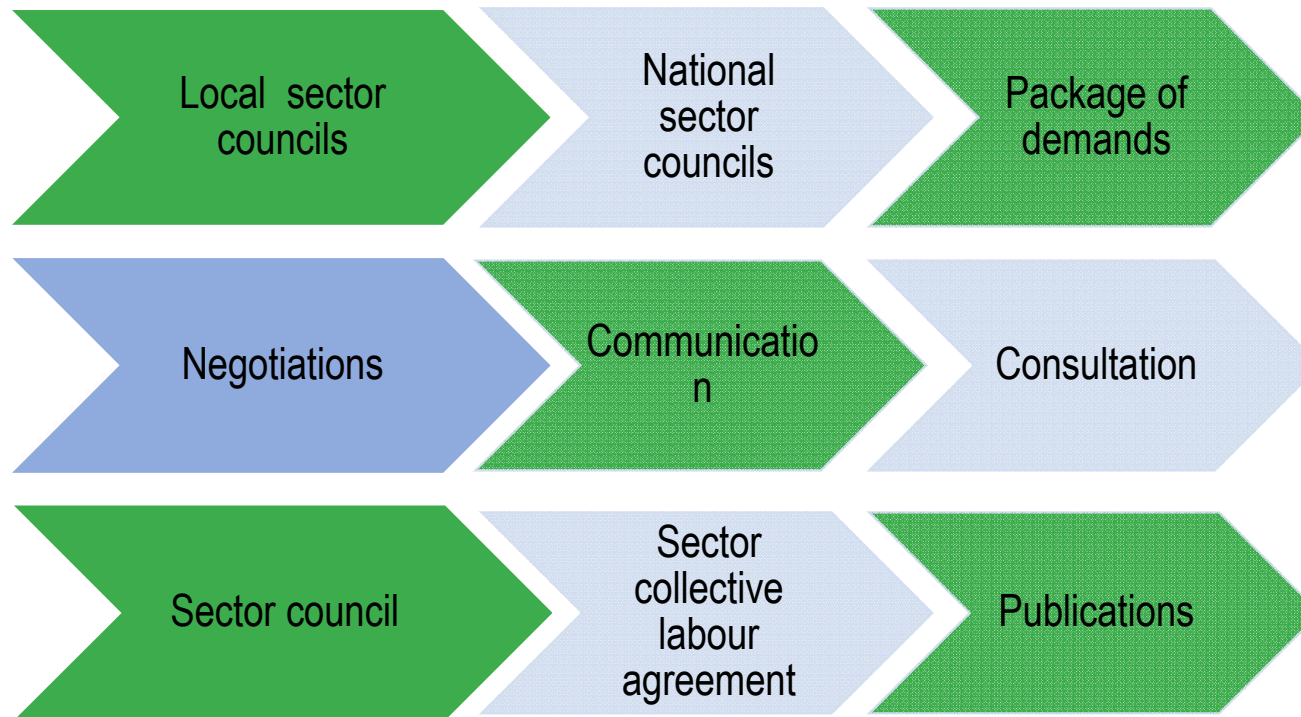 Local  sector
councils
National
sector
councils
Package of
demands
Negotiations
Communicatio
n
Consultation
Sector council
Sector
collective
labour
agreement
Publications